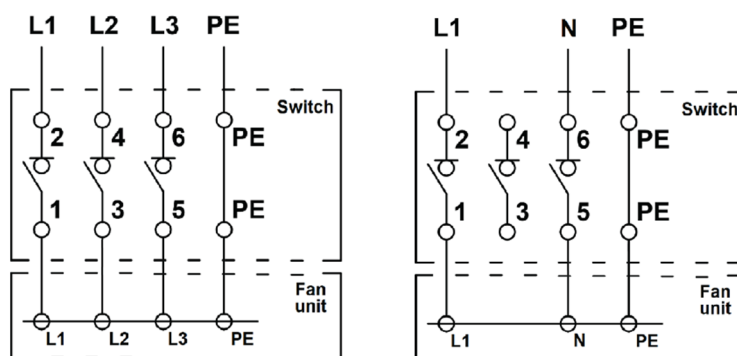 L1 L2 L3 PE
Switch
2 4 6 PE
1 3 5 PE
Fan
unit
L1 L2 L3 PE
L1 N PE
Switch
2 4 6 PE
1 3 5 PE
Fan
unit
L1 N PE